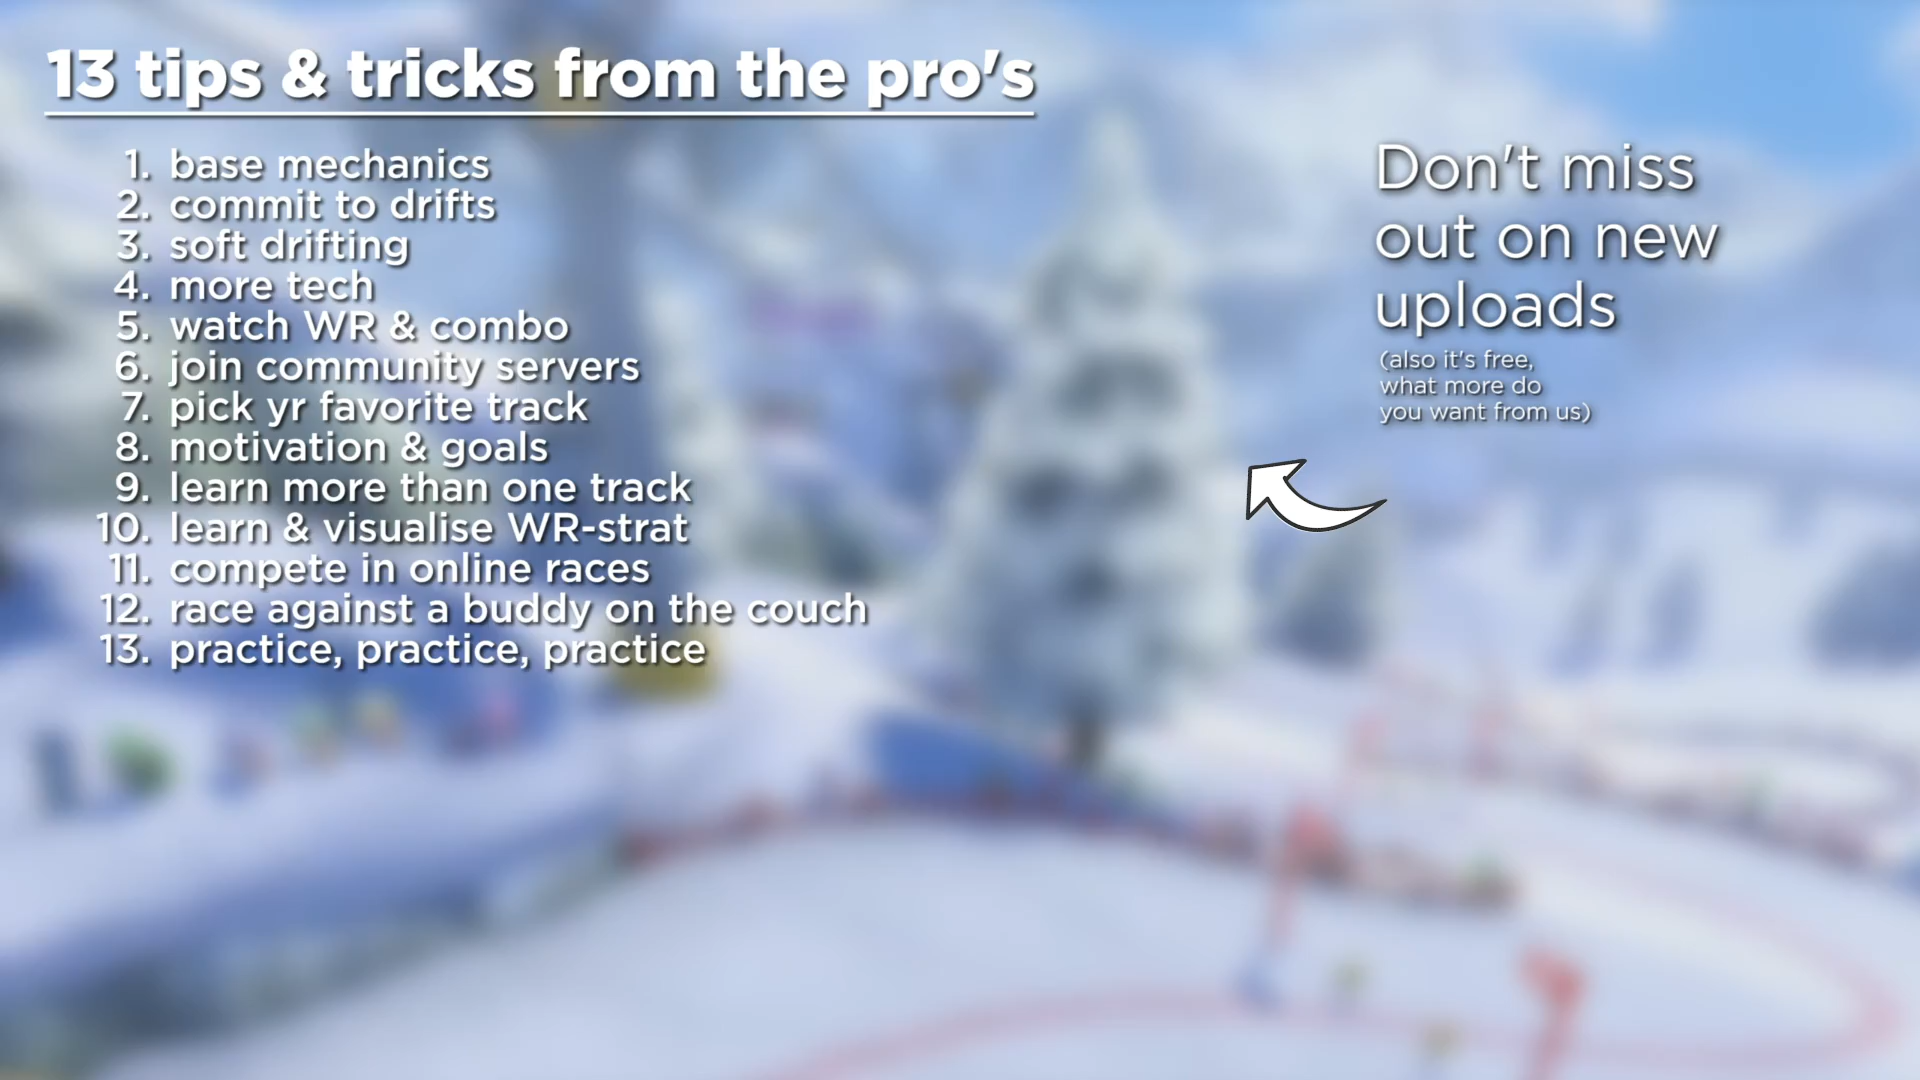 13 tips & tricks from the pro's
1. base mechanics
2. commit to drifts
3. soft drifting
4. more tech
5. watch WR & combo
6. join community servers
7. pick yr favorite track
8. motivation & goals
9. learn more than one track
10. learn & visualise WR-strat
11. compete in online races
12. race against a buddy on the couch
13. practice, practice, practice
Don't miss
out on new
uploads
(also it's free,
what more do
you want from us)